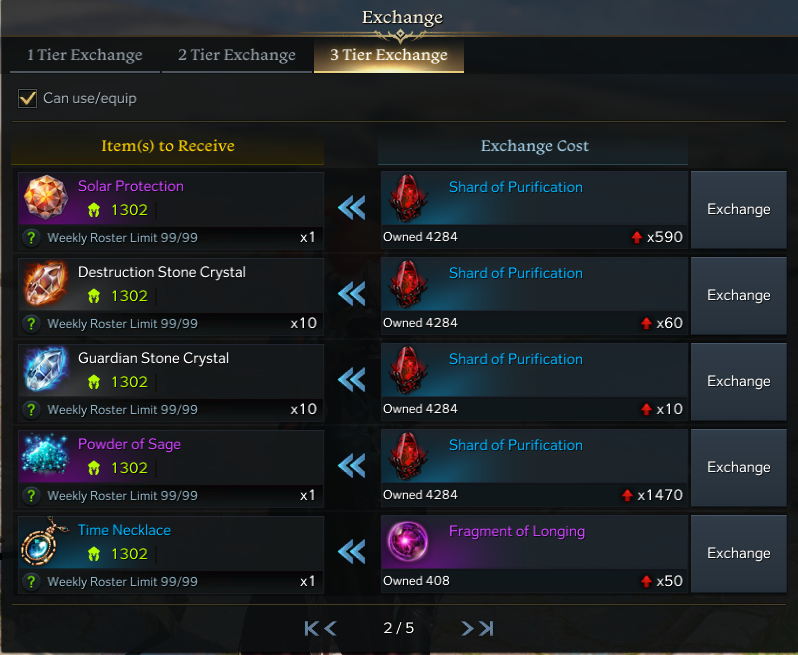 Exchange
1 Tier Exchange 2 Tier Exchange 3 Tier Exchange
Can use/equip
Item(s) to Receive Exchange Cost
Solar Protection
1302
? Weekly Roster Limit 99/99 x1
Shard of Purification
Owned 4284 x590
Exchange
Destruction Stone Crystal
1302
? Weekly Roster Limit 99/99 x10
Shard of Purification
Owned 4284 x60
Exchange
Guardian Stone Crystal
1302
? Weekly Roster Limit 99/99 x10
Shard of Purification
Owned 4284 x10
Exchange
Powder of Sage
1302
? Weekly Roster Limit 99/99 x1
Shard of Purification
Owned 4284 x1470
Exchange
Time Necklace
1302
? Weekly Roster Limit 99/99 x1
Fragment of Longing
Owned 408 x50
Exchange
2 / 5